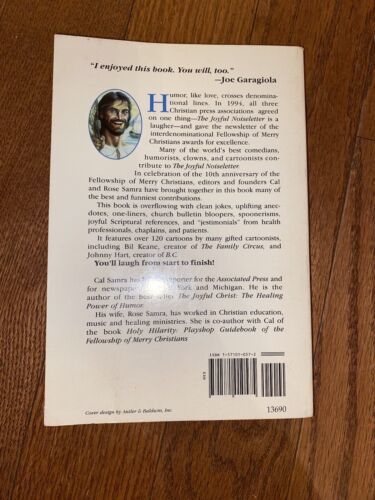 "I enjoyed this book. You will, too."
—Joe Garagiola
Humor, like love, crosses denomina-
tional lines. In 1994, all three
Christian press associations agreed
on one thing—The Joyful Noiseletter is a
laugher—and gave the newsletter of the
interdenominational Fellowship of Merry
Christians awards for excellence.
Many of the world's best comedians,
humorists, clowns, and cartoonists con-
tribute to The Joyful Noiseletter.
In celebration of the 10th anniversary of the
Fellowship of Merry Christians, editors and founders Cal
and Rose Samra have brought together in this book many of
the best and funniest contributions.
This book is overflowing with clean jokes, uplifting anec-
dotes, one-liners, church bulletin bloopers, spoonerisms,
joyful Scriptural references, and "testimonials" from health
professionals, chaplains, and patients.
It features over 120 cartoons by many gifted cartoonists,
including Bil Keane, creator of The Family Circus, and
Johnny Hart, creator of B.C.
You'll laugh from start to finish!
Cal Samra has porter for the Associated Press and
for newspape York and Michigan. He is
the author of the Best The Joyful Christ: The Healing
Power of Humor.
His wife, Rose Samra, has worked in Christian education,
music and healing ministries. She is co-author with Cal of
the book Holy Hilarity: Playshop Guidebook of the
Fellowship of Merry Christians
ISBN 1-57101-057-2
13690
Cover design by Antler & Baldwin, Inc.